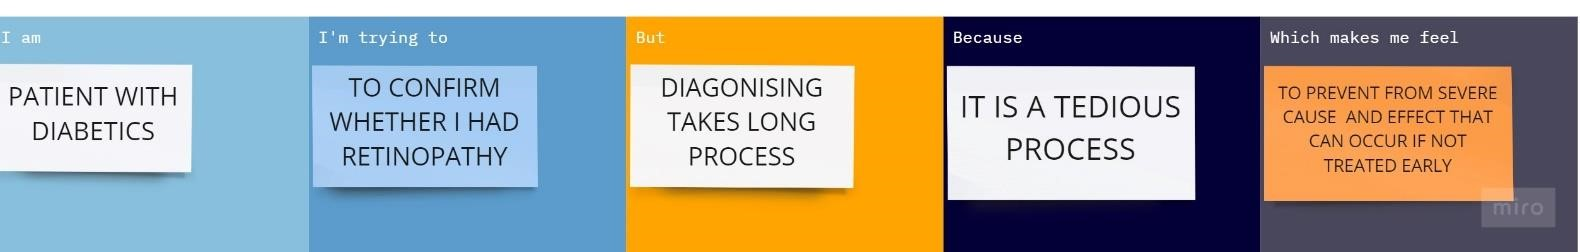 I am
PATIENT WITH
DIABETICS
I'm trying to
TO CONFIRM
WHETHER I HAD
RETINOPATHY
But
DIAGONISING
TAKES LONG
PROCESS
Because
IT IS A TEDIOUS
PROCESS
Which makes me feel
TO PREVENT FROM SEVERE
CAUSE AND EFFECT THAT
CAN OCCUR IF NOT
TREATED EARLY
miro